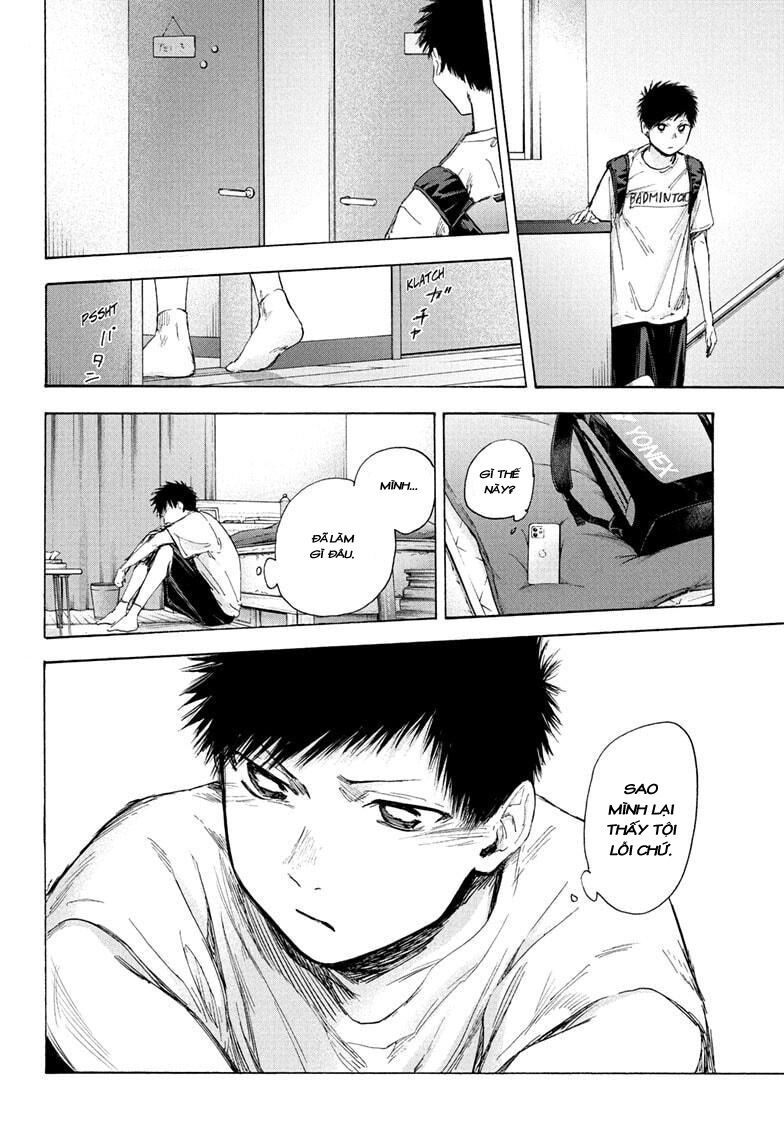 BADMINTO
KLATCH
ガチャ
PSSHT
パタン
YONEX
GÌ THẾ
NÀY?
MÌNH...
ĐÃ LÀM
GÌ ĐÂU.
SAO
MÌNH LẠI
THẤY TỘI
LỖI CHỨ.